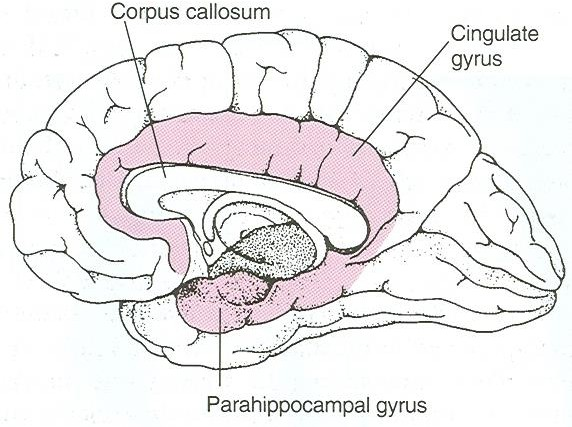 Corpus callosum
Cingulate
gyrus
Parahippocampal gyrus